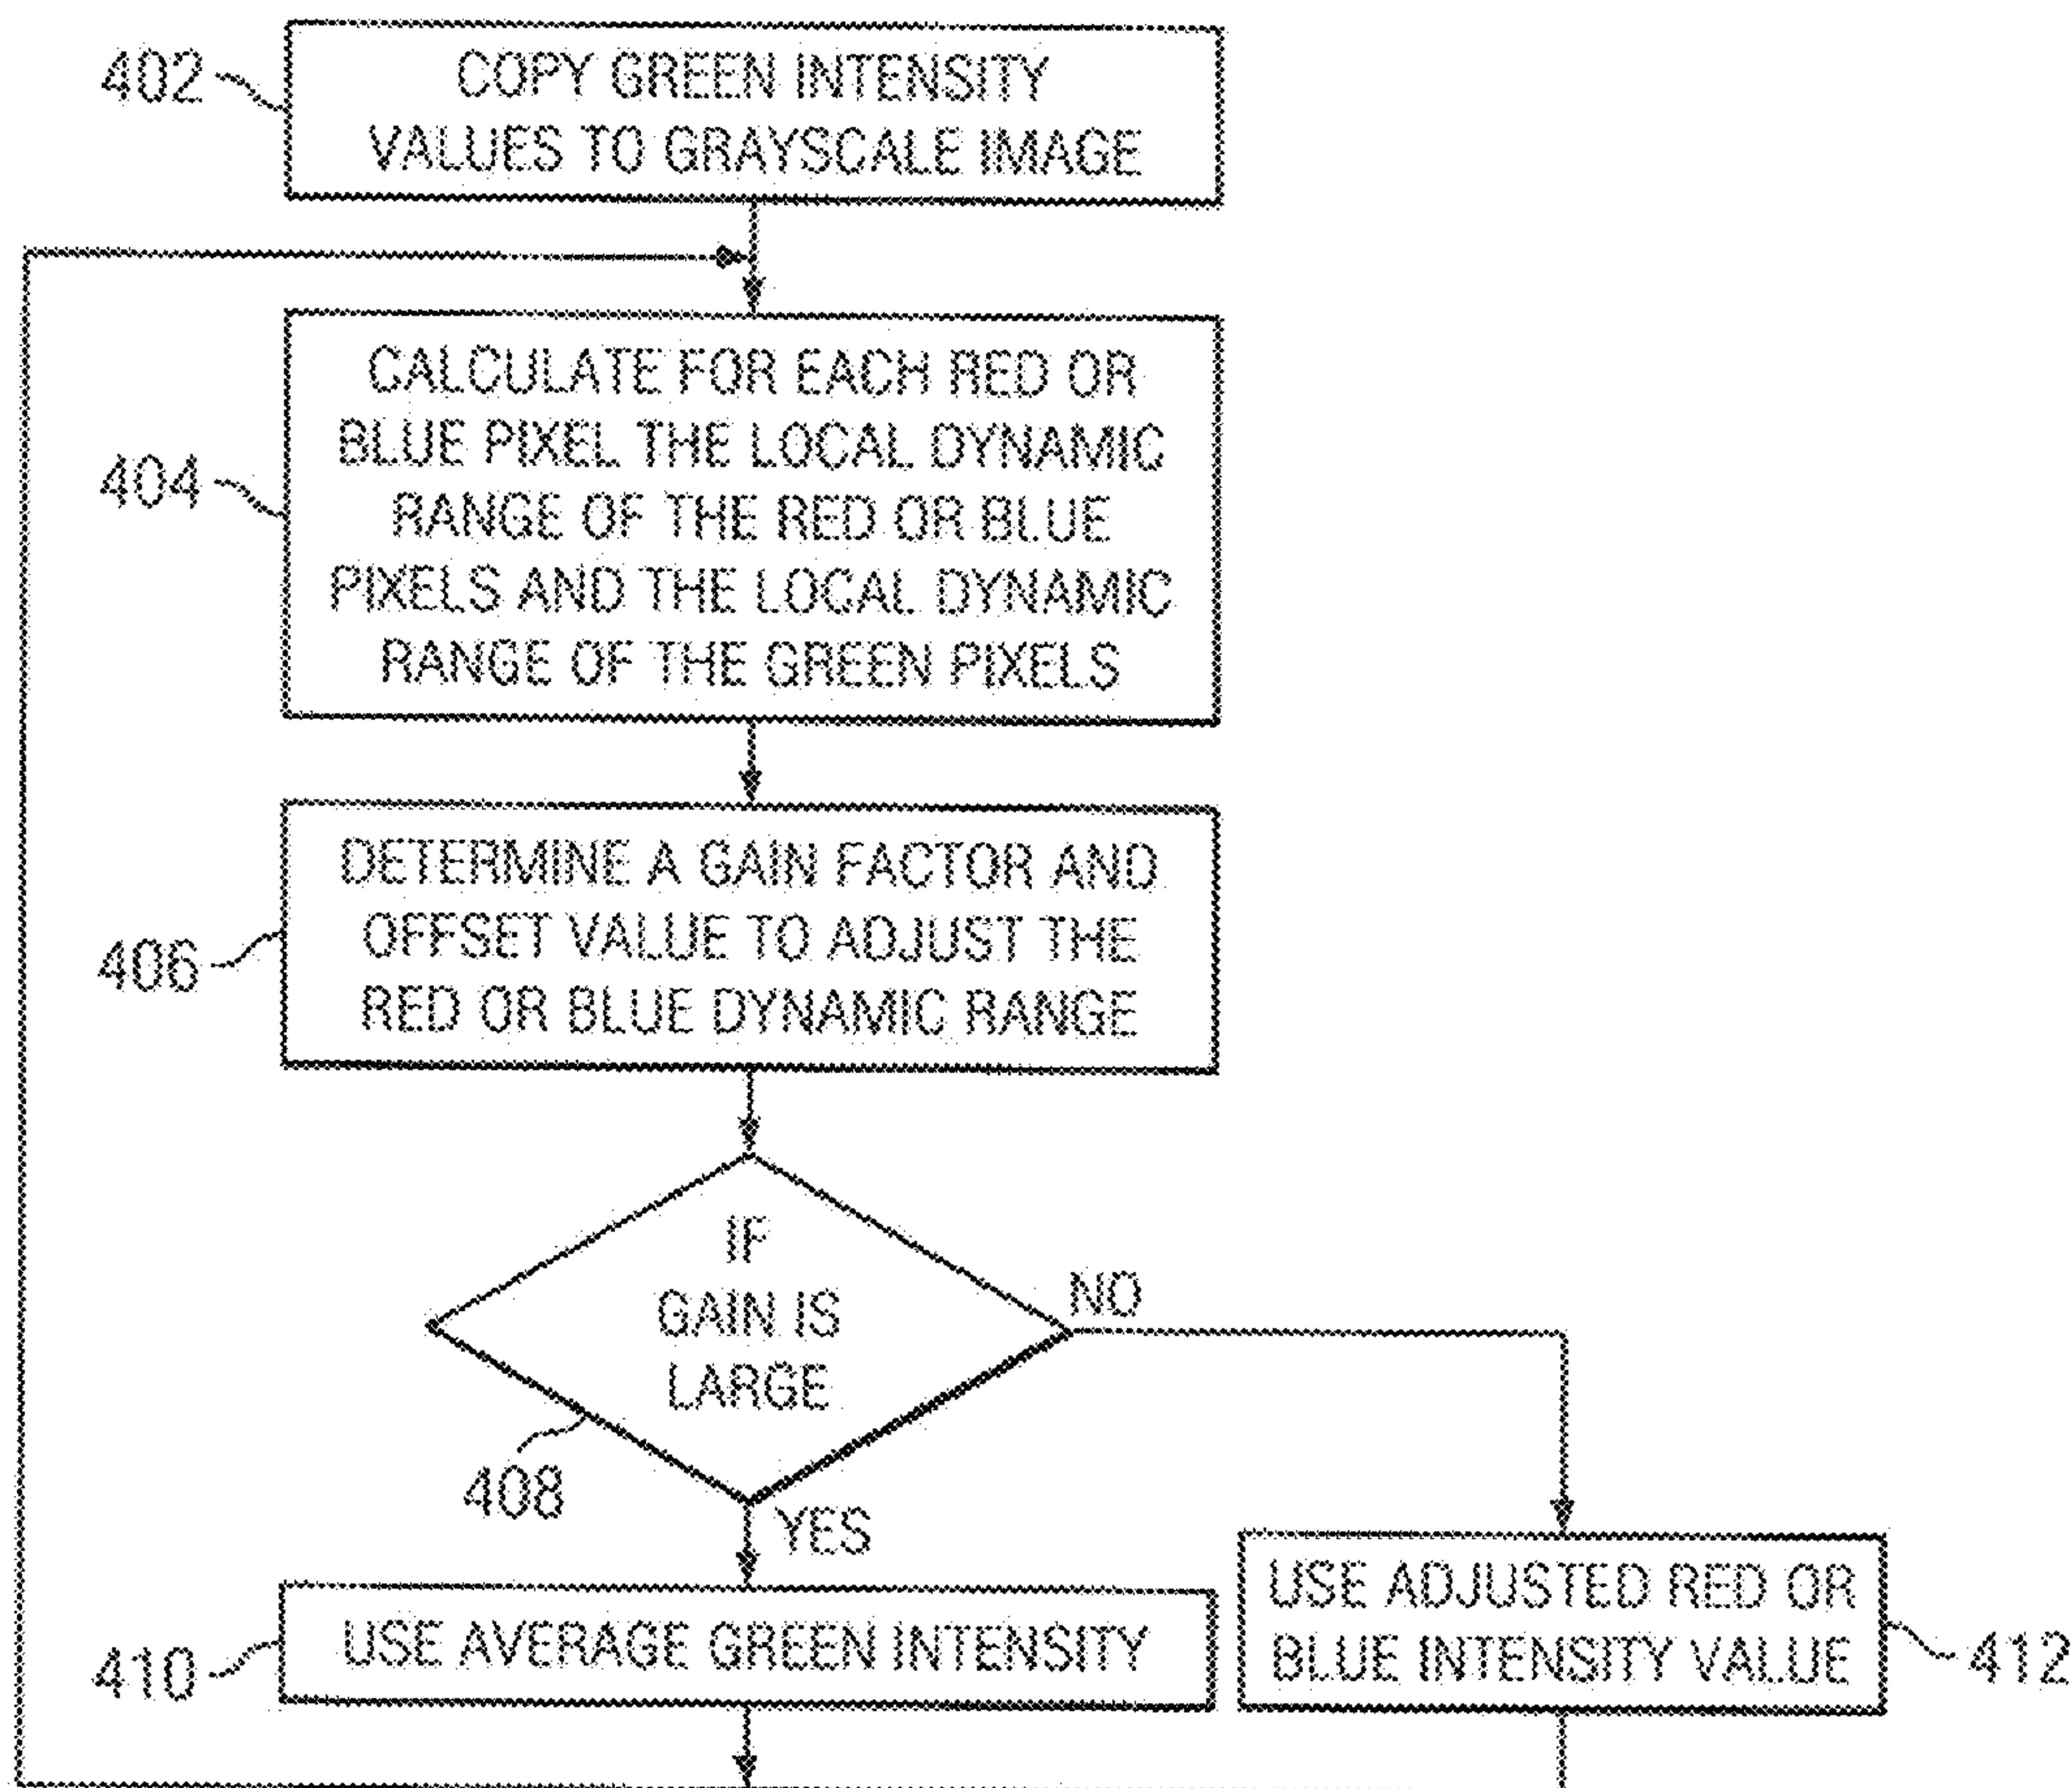 402
COPY GREEN INTENSITY
VALUES TO GRAYSCALE IMAGE
404
CALCULATE FOR EACH RED OR
BLUE PIXEL THE LOCAL DYNAMIC
RANGE OF THE RED OR BLUE
PIXELS AND THE LOCAL DYNAMIC
RANGE OF THE GREEN PIXELS
406
DETERMINE A GAIN FACTOR AND
OFFSET VALUE TO ADJUST THE
RED OR BLUE DYNAMIC RANGE
IF
GAIN IS
LARGE
NO
408
YES
410
USE AVERAGE GREEN INTENSITY
USE ADJUSTED RED OR
BLUE INTENSITY VALUE
412